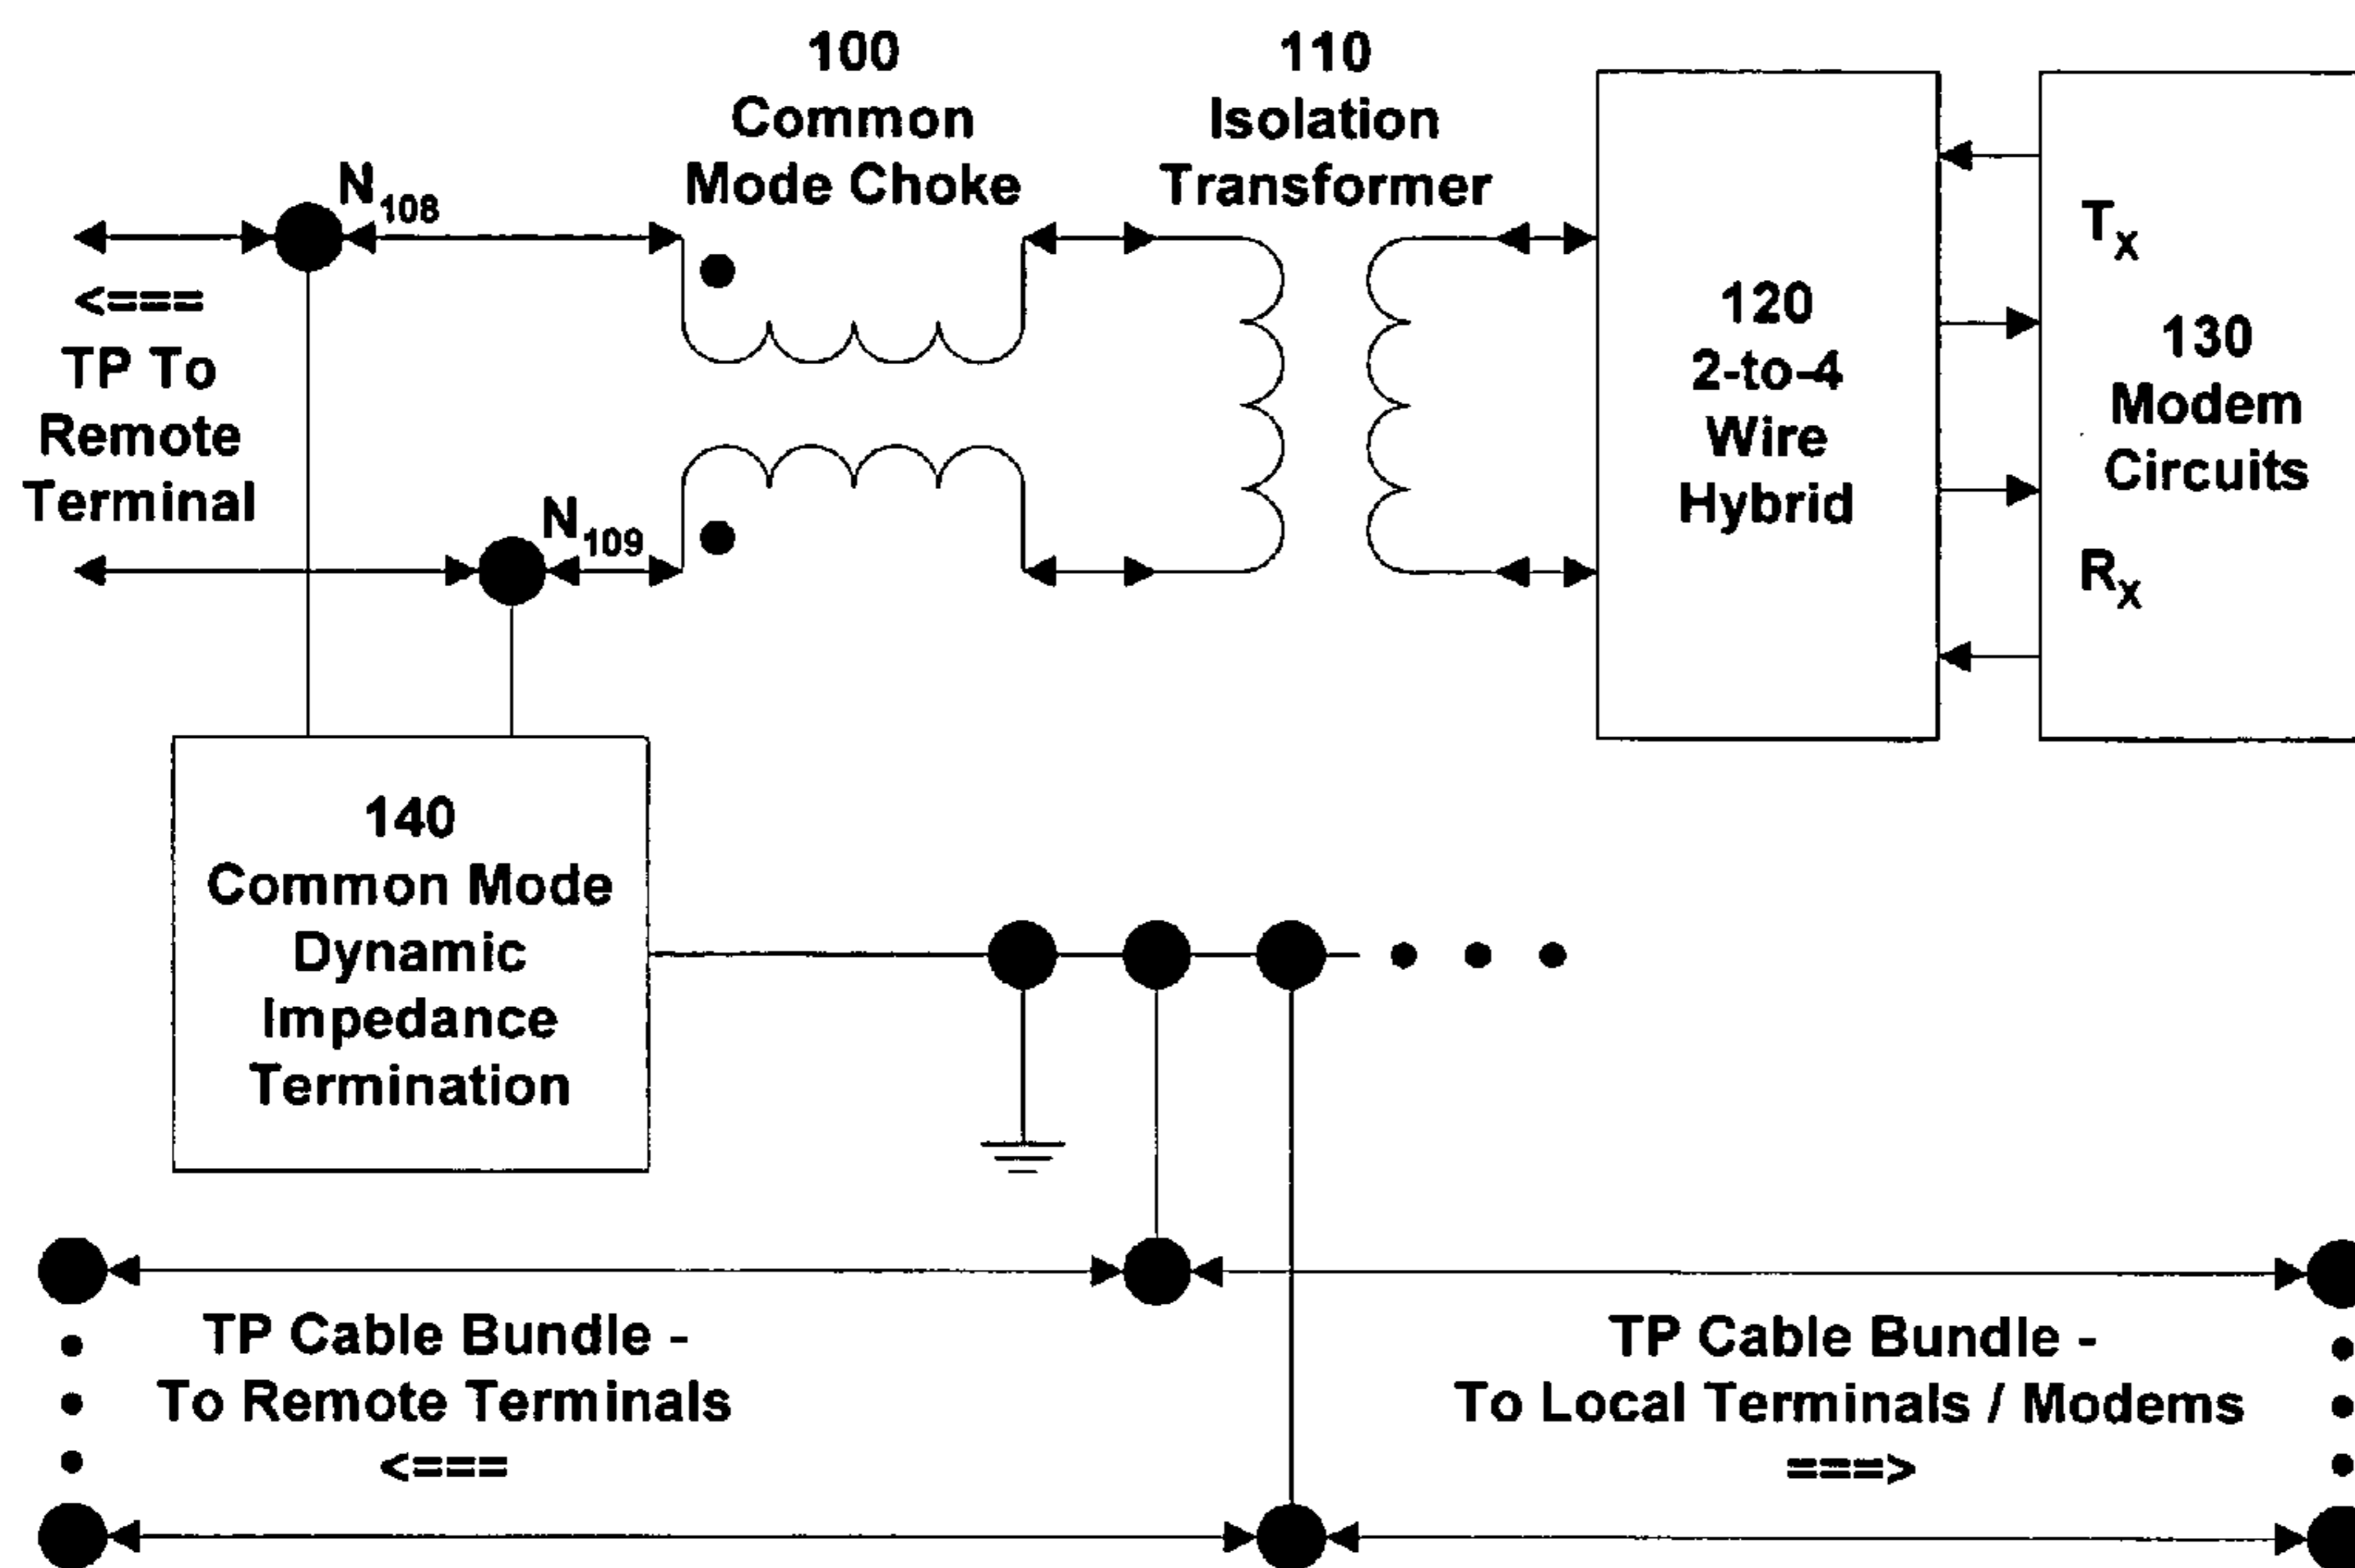 100
Common
Mode Choke
110
Isolation
Transformer
N108
<===
TP To
Remote
Terminal
N109
120
2-to-4
Wire
Hybrid
TX
130
Modem
Circuits
RX
140
Common Mode
Dynamic
Impedance
Termination
TP Cable Bundle -
To Remote Terminals
<===
TP Cable Bundle -
To Local Terminals / Modems
===>